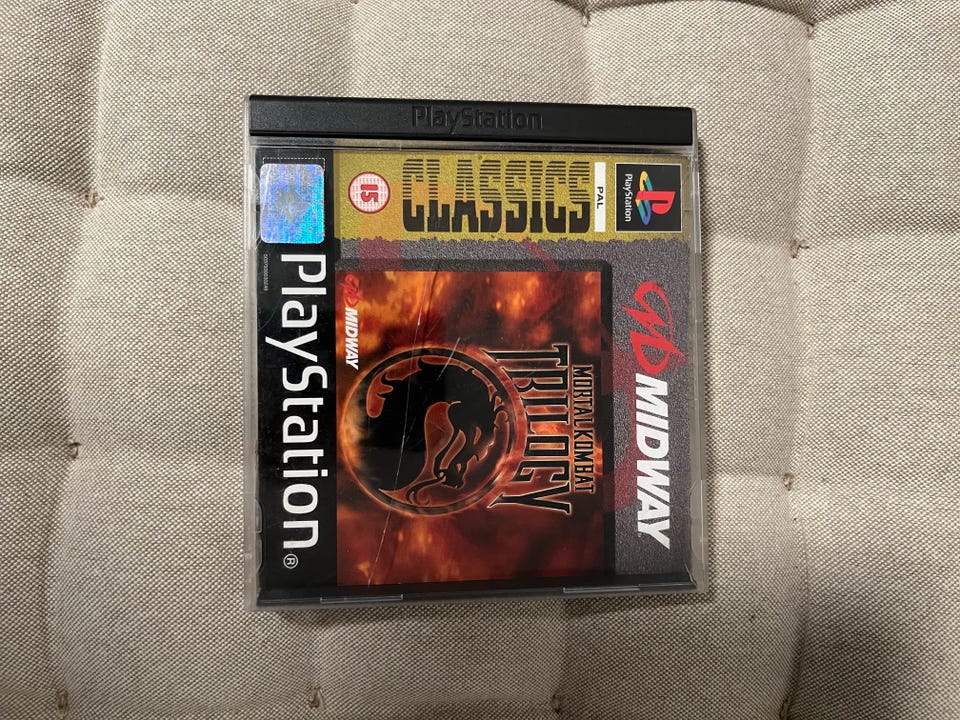 PlayStation
PlayStation
PAL
CLASSICS
15
MIDWAY
MORTAL KOMBAT
TRILOGY
MIDWAY
PlayStation®